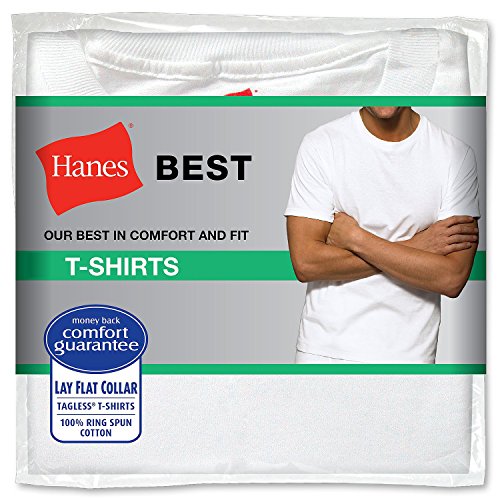 Hanes
BEST
OUR BEST IN COMFORT AND FIT
T-SHIRTS
money back
comfort
guarantee
LAY FLAT COLLAR
TAGLESS® T-SHIRTS
100% RING SPUN
COTTON